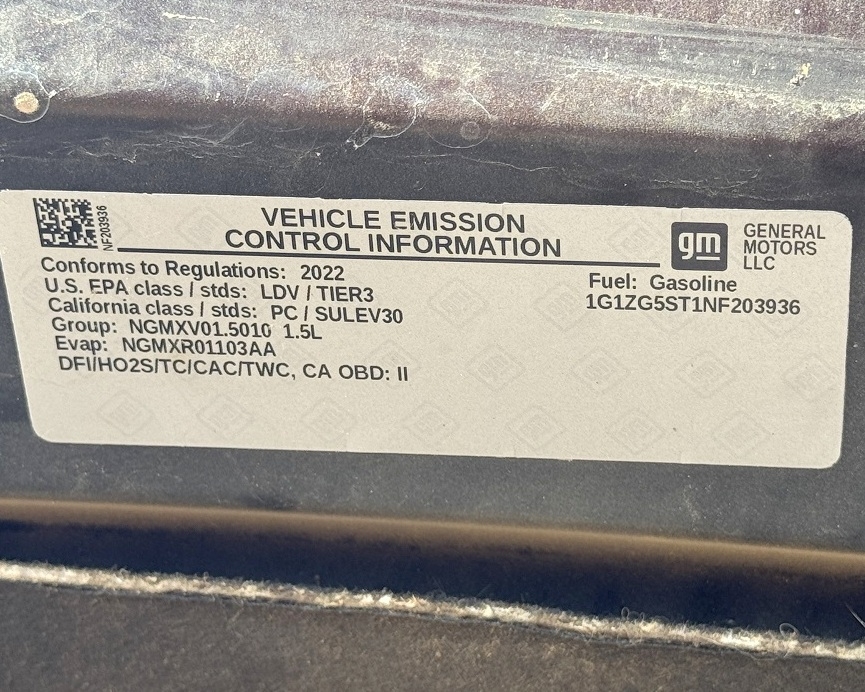 NF203936
VEHICLE EMISSION
CONTROL INFORMATION
gm
GENERAL
MOTORS
LLC
Conforms to Regulations: 2022
U.S. EPA class / stds: LDV / TIER3
California class / stds: PC / SULEV30
Group: NGMXV01.5010 1.5L
Evap: NGMXR01103AA
DFI/HO2S/TC/CAC/TWC, CA OBD: II
Fuel: Gasoline
1G1ZG5ST1NF203936